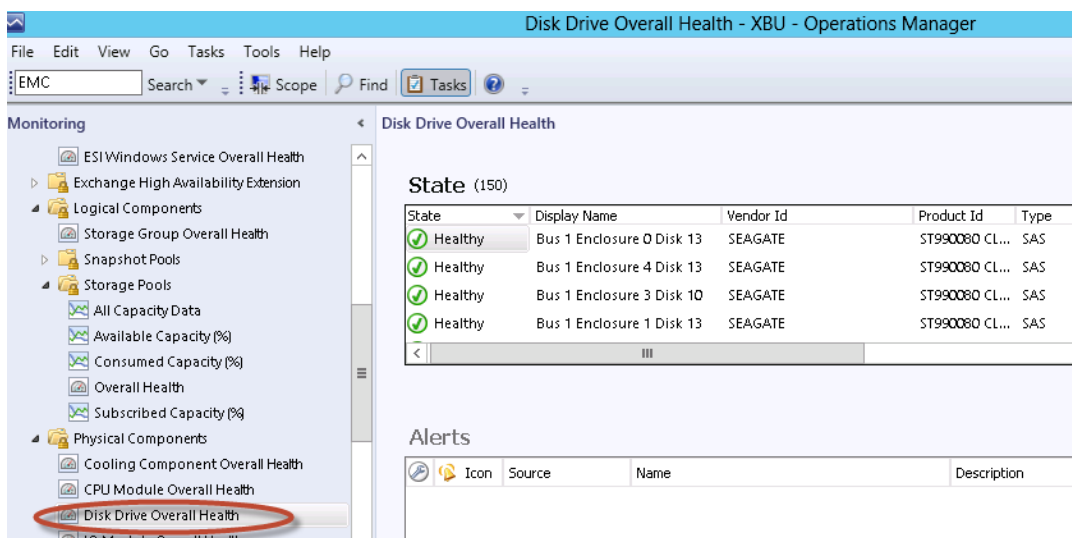 Disk Drive Overall Health - XBU - Operations Manager
File Edit View Go Tasks Tools Help
EMC Search Scope Find Tasks
Monitoring
ESI Windows Service Overall Health
Exchange High Availability Extension
Logical Components
Storage Group Overall Health
Snapshot Pools
Storage Pools
All Capacity Data
Available Capacity (%)
Consumed Capacity (%)
Overall Health
Subscribed Capacity (%)
Physical Components
Cooling Component Overall Health
CPU Module Overall Health
Disk Drive Overall Health
Disk Drive Overall Health
State (150)
State Display Name Vendor Id Product Id Type
Healthy Bus 1 Enclosure 0 Disk 13 SEAGATE ST990080 CL... SAS
Healthy Bus 1 Enclosure 4 Disk 13 SEAGATE ST990080 CL... SAS
Healthy Bus 1 Enclosure 3 Disk 10 SEAGATE ST990080 CL... SAS
Healthy Bus 1 Enclosure 1 Disk 13 SEAGATE ST990080 CL... SAS
Alerts
Icon Source Name Description